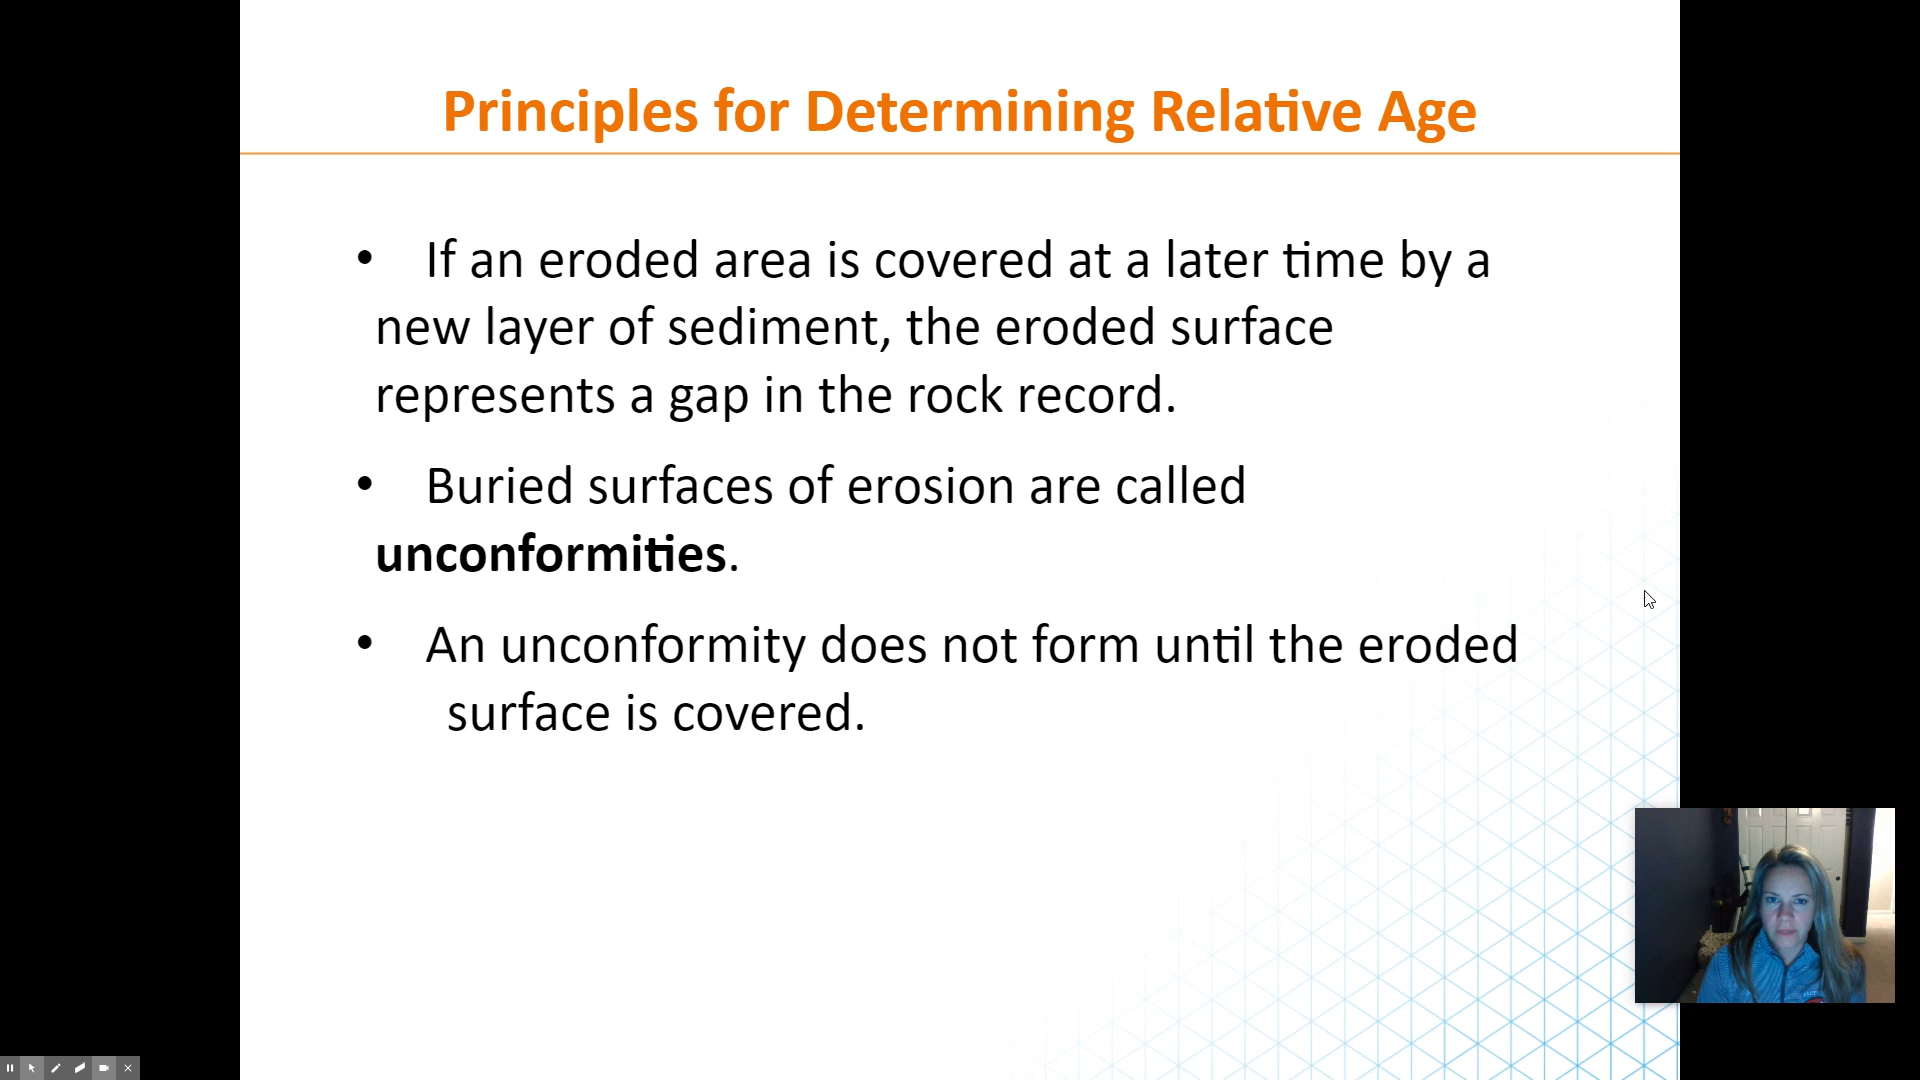 Principles for Determining Relative Age
• If an eroded area is covered at a later time by a
new layer of sediment, the eroded surface
represents a gap in the rock record.
• Buried surfaces of erosion are called
unconformities.
• An unconformity does not form until the eroded
surface is covered.